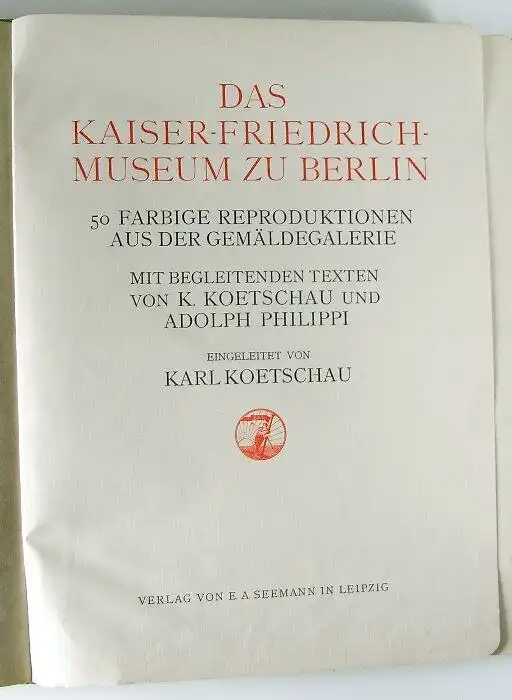 DAS
KAISER-FRIEDRICH-
MUSEUM ZU BERLIN
50 FARBIGE REPRODUKTIONEN
AUS DER GEMÄLDEGALERIE
MIT BEGLEITENDEN TEXTEN
VON K. KOETSCHAU UND
ADOLPH PHILIPPI
EINGELEITET VON
KARL KOETSCHAU
VERLAG VON E. A. SEEMANN IN LEIPZIG